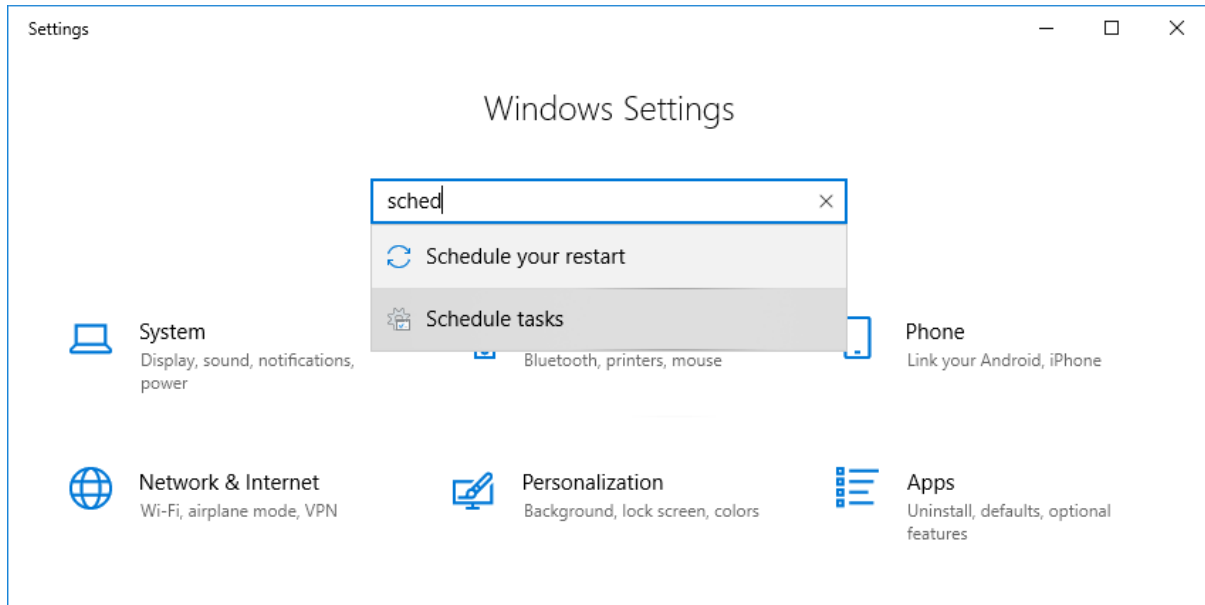 Settings
Windows Settings
sched
Schedule your restart
Schedule tasks
System
Display, sound, notifications,
power
Bluetooth, printers, mouse
Phone
Link your Android, iPhone
Network & Internet
Wi-Fi, airplane mode, VPN
Personalization
Background, lock screen, colors
Apps
Uninstall, defaults, optional
features